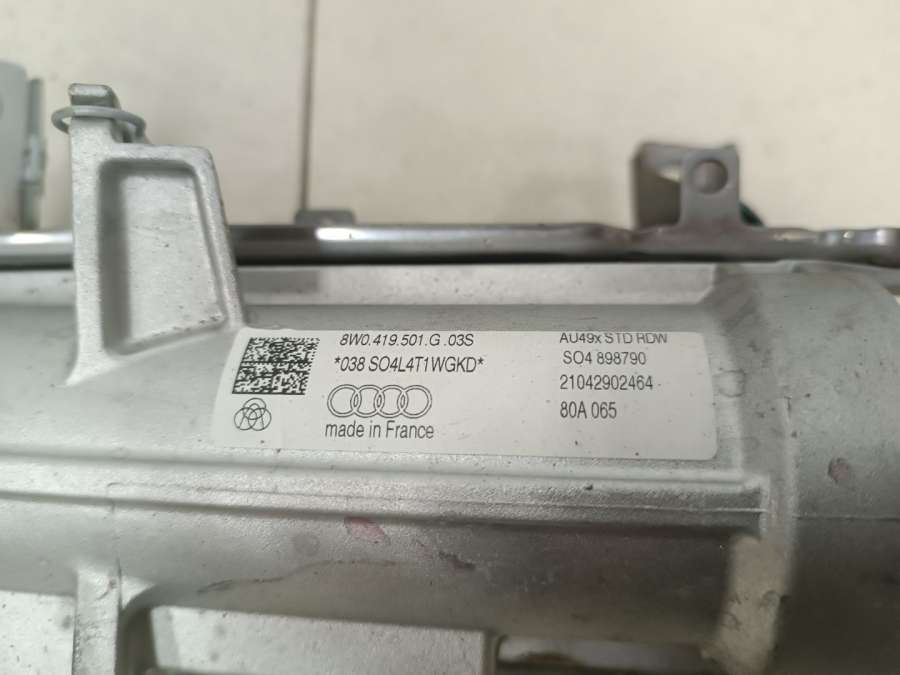 8W0.419.501.G .03S
*038 SO4L4T1WGKD*
made in France
AU49x STD RDW
SO4 898790
21042902464
80A 065